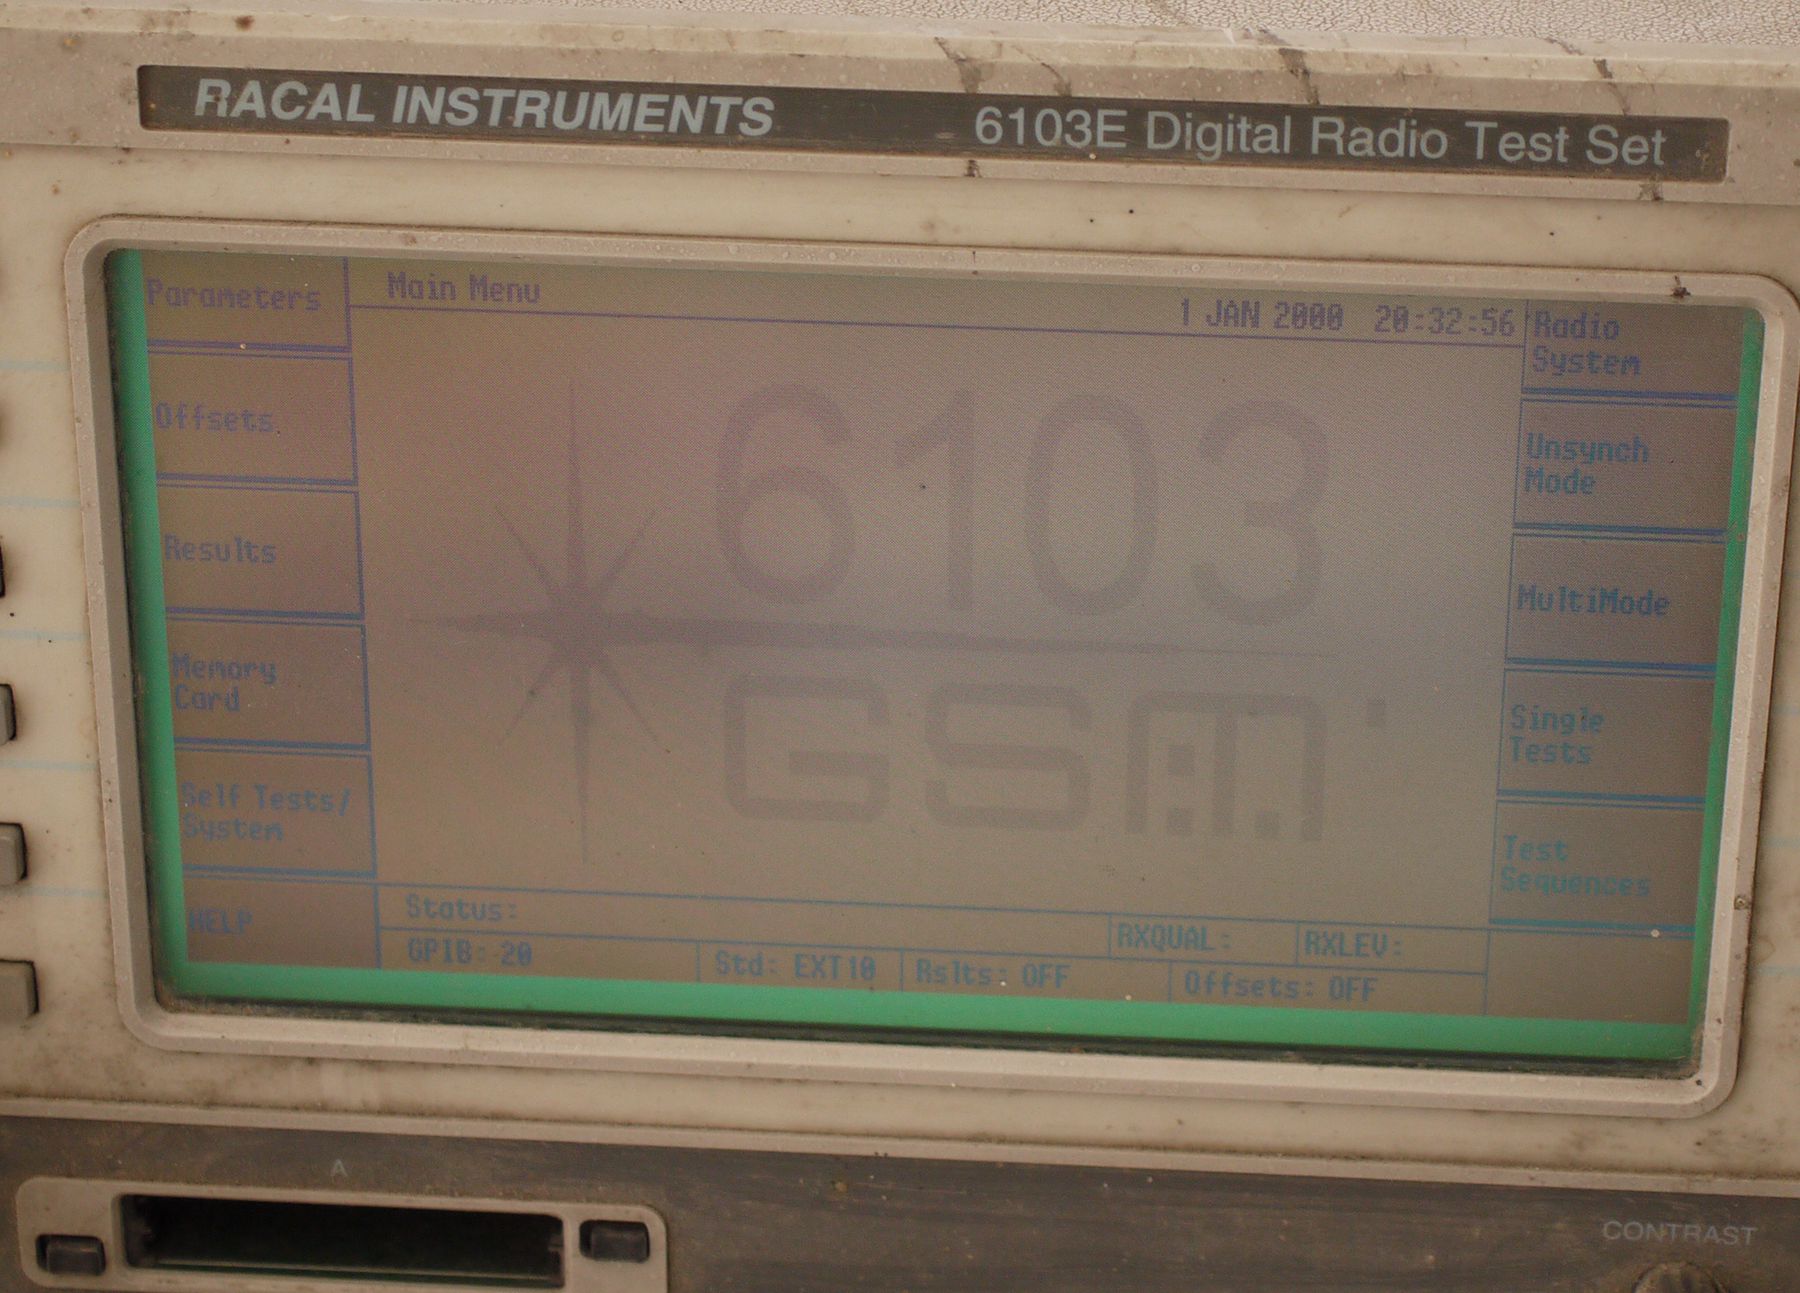 RACAL INSTRUMENTS 6103E Digital Radio Test Set
Main Menu
1 JAN 2000 20:32:56
Parameters
Offsets
Results
Memory
Card
Self Tests/
System
HELP
6103
GSM
Radio
System
Unsynch
Mode
MultiMode
Single
Tests
Test
Sequences
Status:
RXQUAL:
RXLEV:
GPIB: 20
Std: EXT10
Rslts: OFF
Offsets: OFF
A
CONTRAST